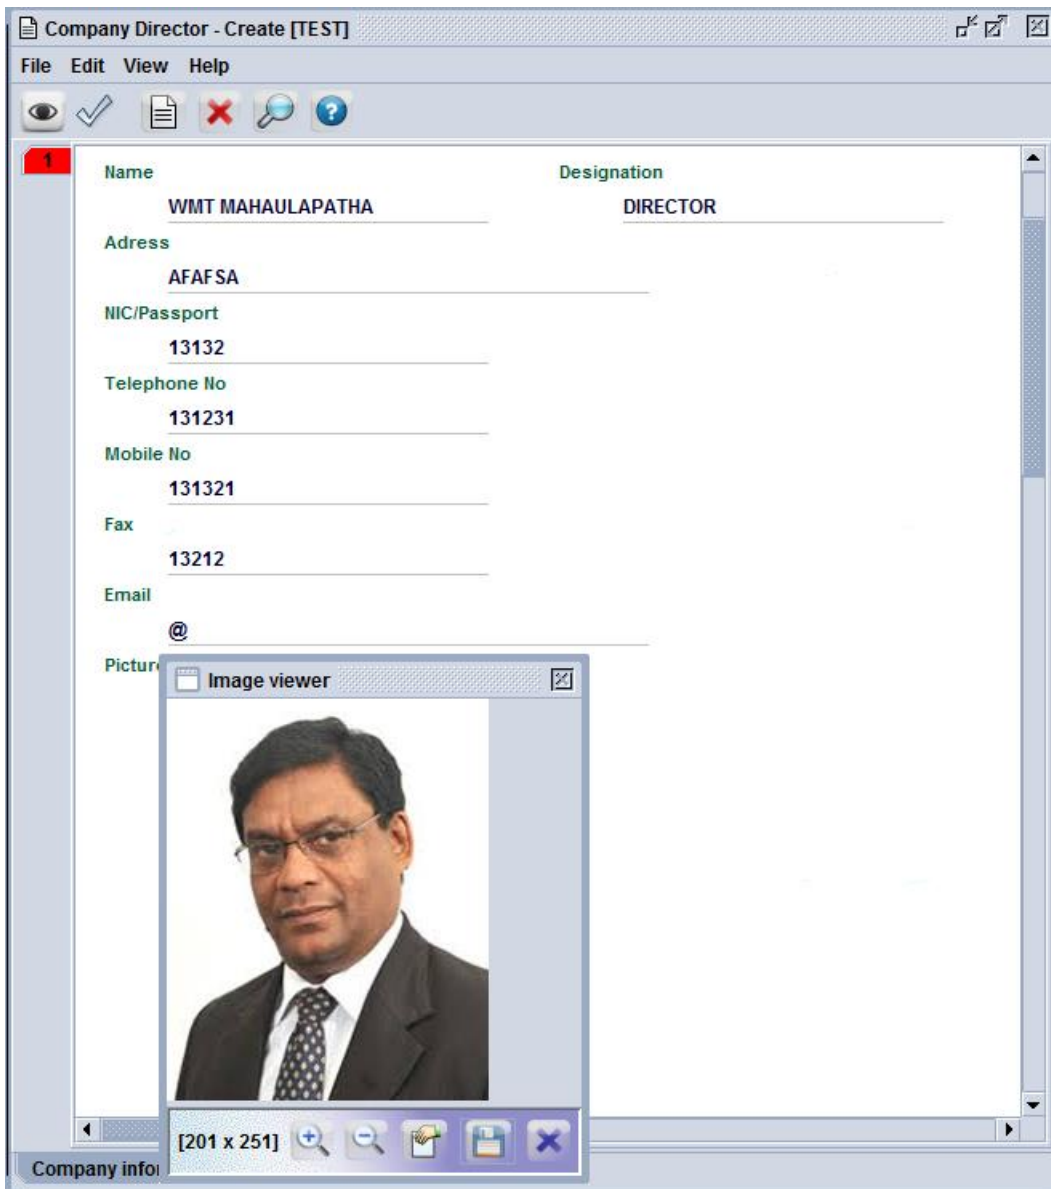 Company Director - Create [TEST]
File Edit View Help
1
Name Designation
WMT MAHAULAPATHA DIRECTOR
Adress
AFAFSA
NIC/Passport
13132
Telephone No
131231
Mobile No
131321
Fax
13212
Email
@
Picture
Image viewer
[201 x 251]
Company infor